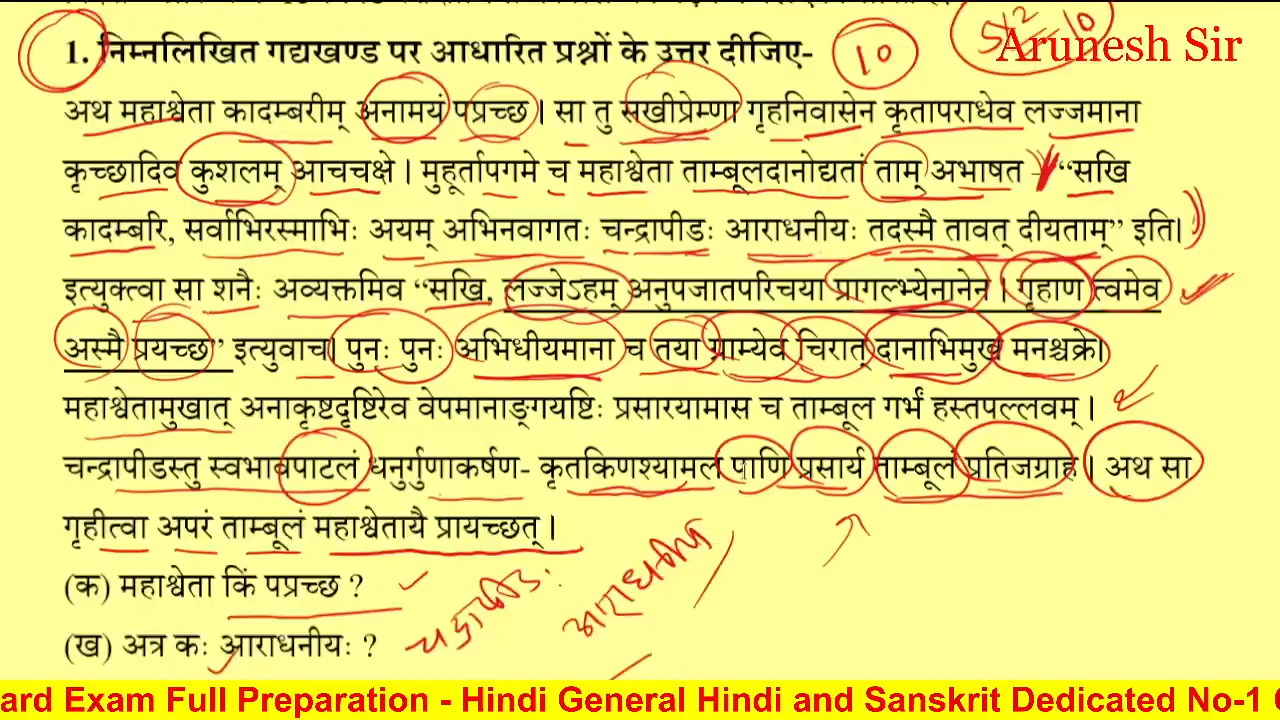 5x2=10
Arunesh Sir
1. निम्नलिखित गद्यखण्ड पर आधारित प्रश्नों के उत्तर दीजिए- 10
अथ महाश्वेता कादम्बरीम् अनामयं पप्रच्छ। सा तु सखीप्रेम्णा गृहनिवासेन कृतापराधेव लज्जमाना
कृच्छादिव कुशलम् आचचक्षे। मुहूर्तापगमे च महाश्वेता ताम्बूलदानोद्यतां ताम् अभाषत - “सखि
कादम्बरि, सर्वाभिरस्माभिः अयम् अभिनवागतः चन्द्रापीडः आराधनीयः तदस्मै तावत् दीयताम्” इति।
इत्युक्त्वा सा शनैः अव्यक्तमिव “सखि, लज्जेऽहम् अनुपजातपरिचया प्रागल्भ्येनानेन। गृहाण त्वमेव
अस्मै प्रयच्छ” इत्युवाच। पुनः पुनः अभिधीयमाना च तया ग्राम्येव चिरात् दानाभिमुख मनश्चक्रे।
महाश्वेतामुखात् अनाकृष्टदृष्टिरेव वेपमानाङ्गयष्टिः प्रसारयामास च ताम्बूल गर्भं हस्तपल्लवम्।
चन्द्रापीडस्तु स्वभावपाटलं धनुर्गुणाकर्षण- कृतकिणश्यामल पाणि प्रसार्य ताम्बूलं प्रतिजग्राह। अथ सा
गृहीत्वा अपरं ताम्बूलं महाश्वेतायै प्रायच्छत्।
(क) महाश्वेता किं पप्रच्छ ?
(ख) अत्र कः आराधनीयः ?
ard Exam Full Preparation - Hindi General Hindi and Sanskrit Dedicated No-1